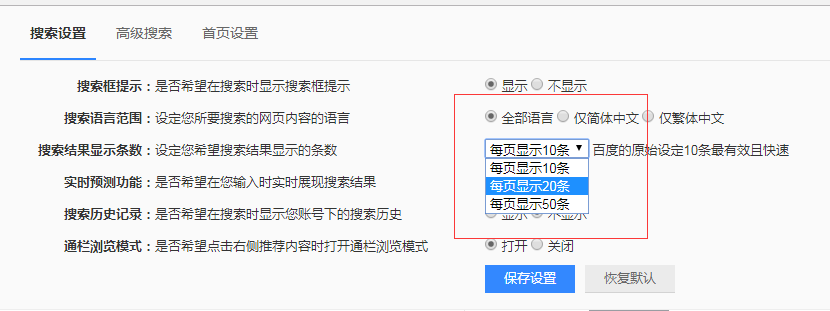 搜索设置 高级搜索 首页设置
搜索框提示：是否希望在搜索时显示搜索框提示 显示 不显示
搜索语言范围：设定您所要搜索的网页内容的语言 全部语言 仅简体中文 仅繁体中文
搜索结果显示条数：设定您希望搜索结果显示的条数 每页显示10条 百度的原始设定10条最有效且快速
每页显示10条
实时预测功能：是否希望在您输入时实时展现搜索结果 每页显示20条
每页显示50条
搜索历史记录：是否希望在搜索时显示您账号下的搜索历史 显示 不显示
通栏浏览模式：是否希望点击右侧推荐内容时打开通栏浏览模式 打开 关闭
保存设置 恢复默认